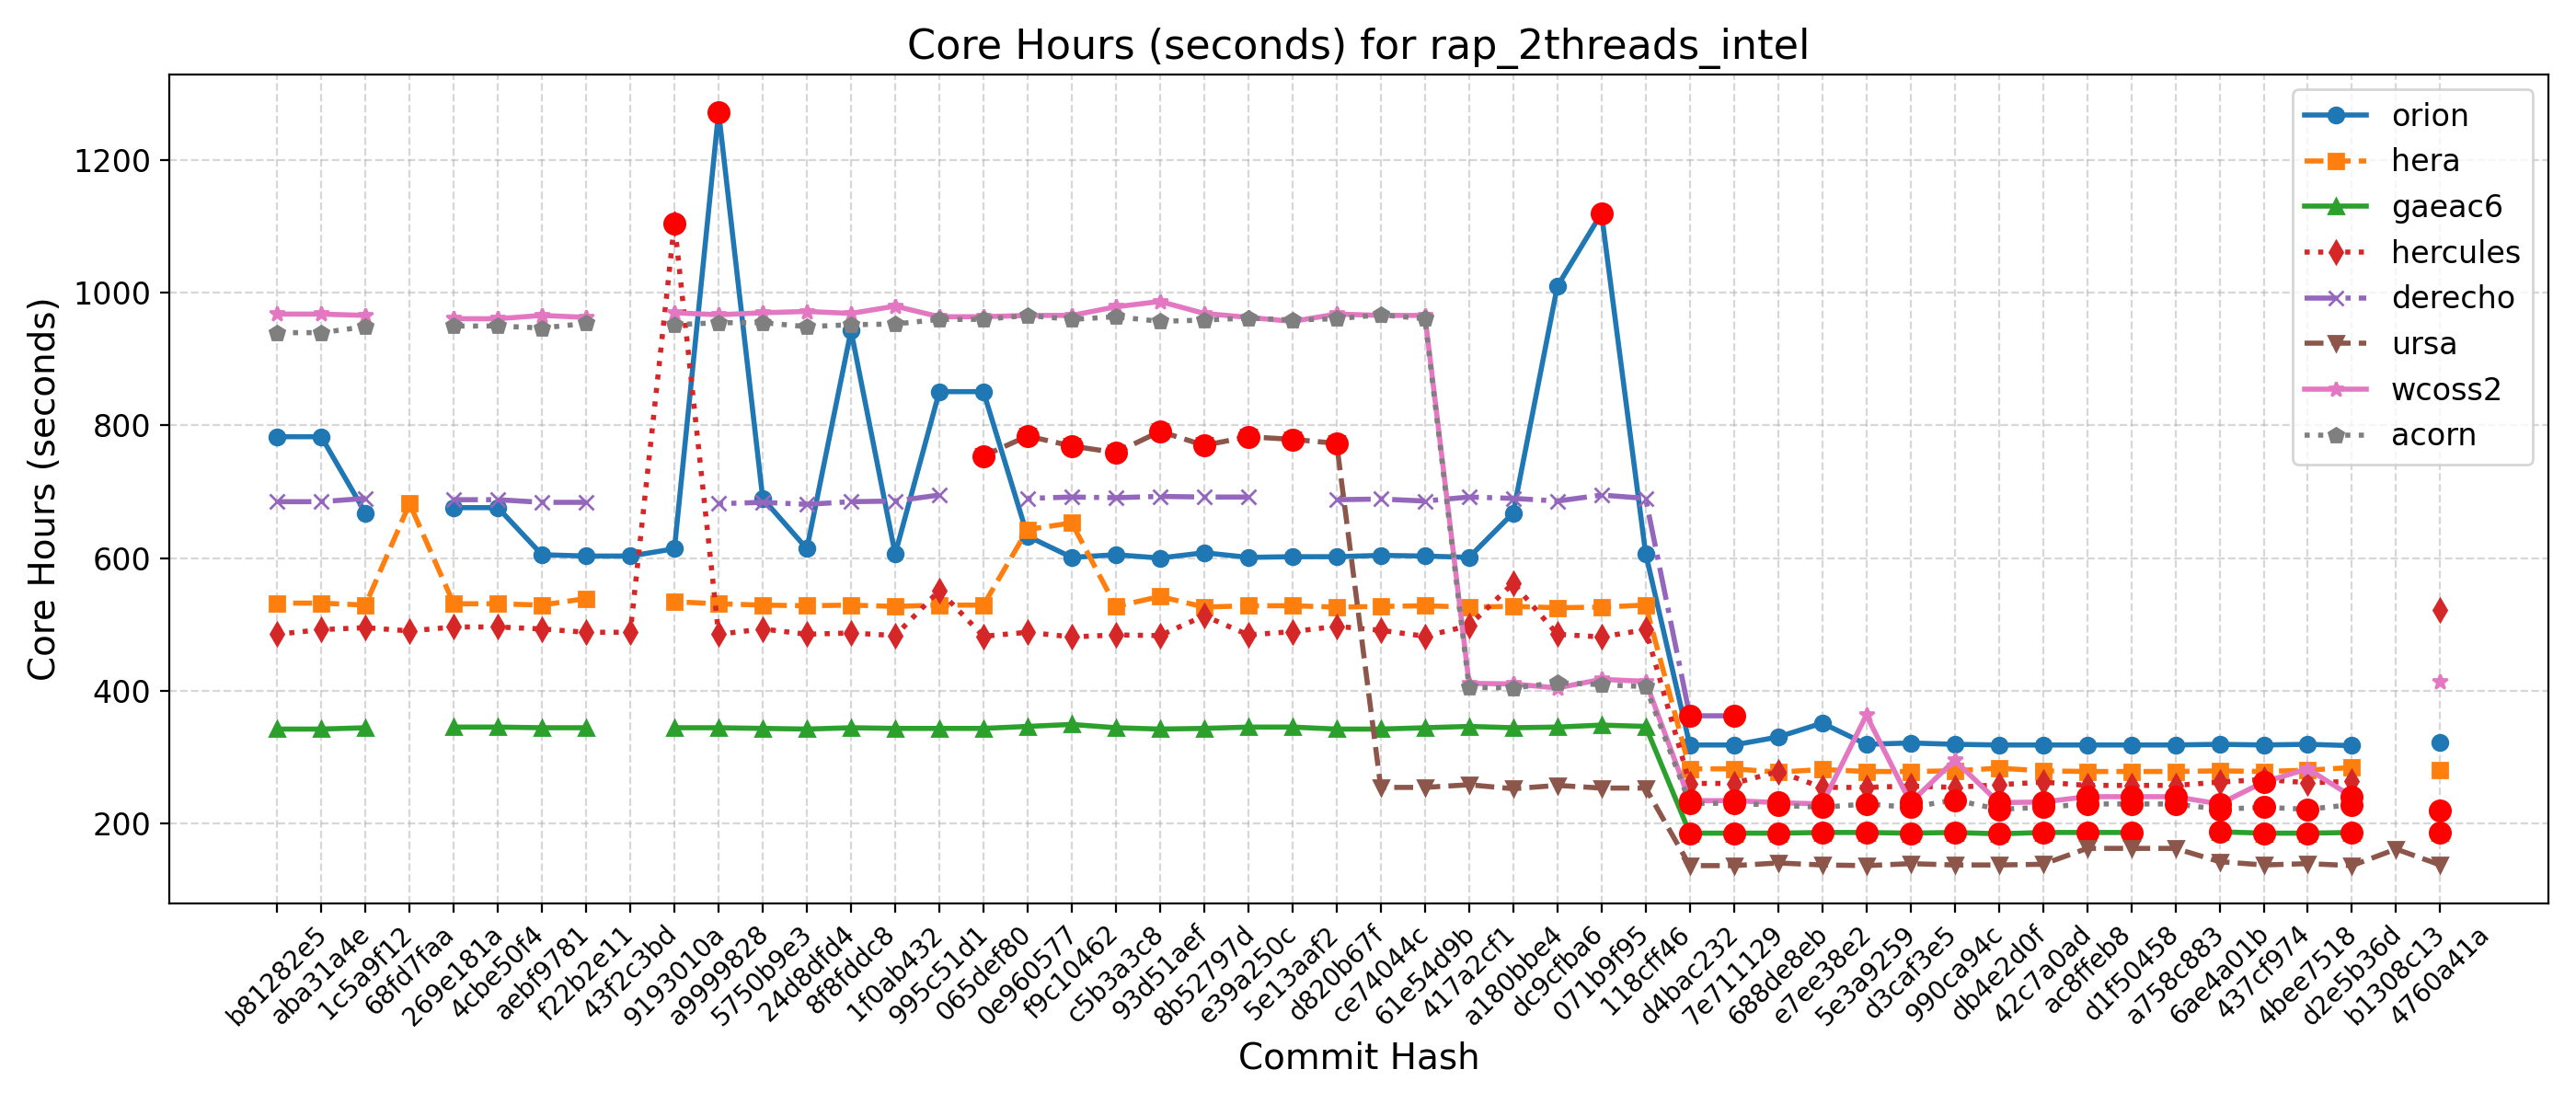 Core Hours (seconds) for rap_2threads_intel
Core Hours (seconds)
1200
1000
800
600
400
200
orion
hera
gaeac6
hercules
derecho
ursa
wcoss2
acorn
b81282e5
aba31a4e
1c5a9f12
68fd7faa
269e181a
4cbe50f4
aebf9781
f22b2e11
43f2c3bd
9193010a
a9999828
5750b9e3
24d8dfd4
8f8fddc8
1f0ab432
995c51d1
065def80
0e960577
f9c10462
c5b3a3c8
93d51aef
8b52797d
e39a250c
5e13aaf2
d820b67f
ce74044c
61e54d9b
417a2cf1
a180bbe4
dc9cfba6
071b9f95
118cff46
d4bac232
7e711129
688de8eb
e7ee38e2
5e3a9259
d3caf3e5
990ca94c
db4e2d0f
42c7a0ad
ac8ffeb8
d1f50458
a758c883
6ae4a01b
437cf974
4bee7518
d2e5b36d
b1308c13
4760a41a
Commit Hash